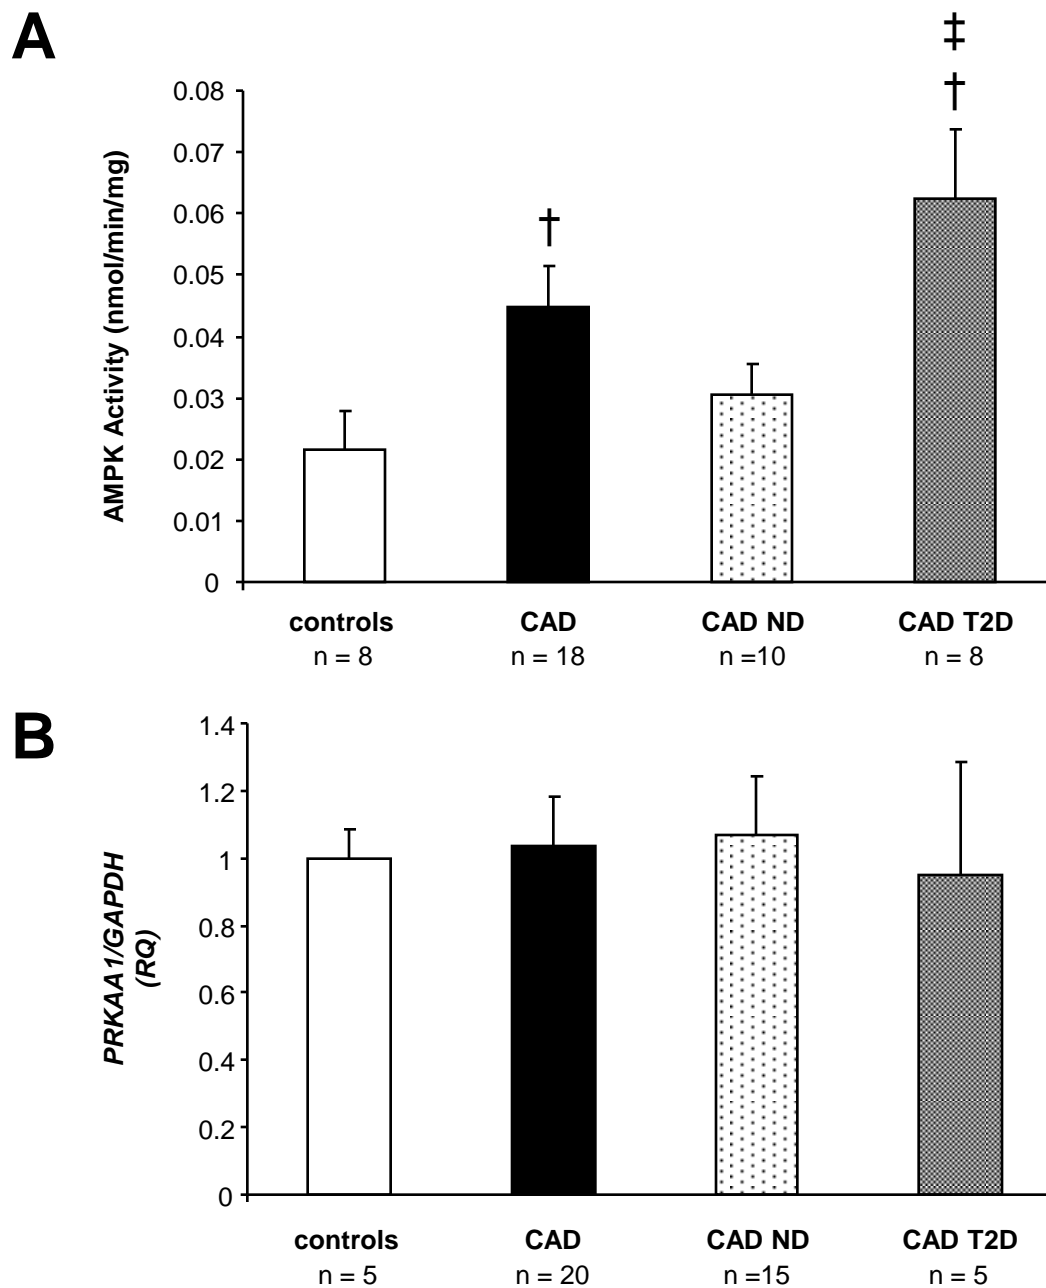 A
‡
†
†
0.08
0.07
0.06
0.05
0.04
0.03
0.02
0.01
0
AMPK Activity (nmol/min/mg)
controls CAD CAD ND CAD T2D
n = 8 n = 18 n =10 n = 8
B
1.4
1.2
1
0.8
0.6
0.4
0.2
0
PRKAA1/GAPDH
(RQ)
controls CAD CAD ND CAD T2D
n = 5 n = 20 n =15 n = 5